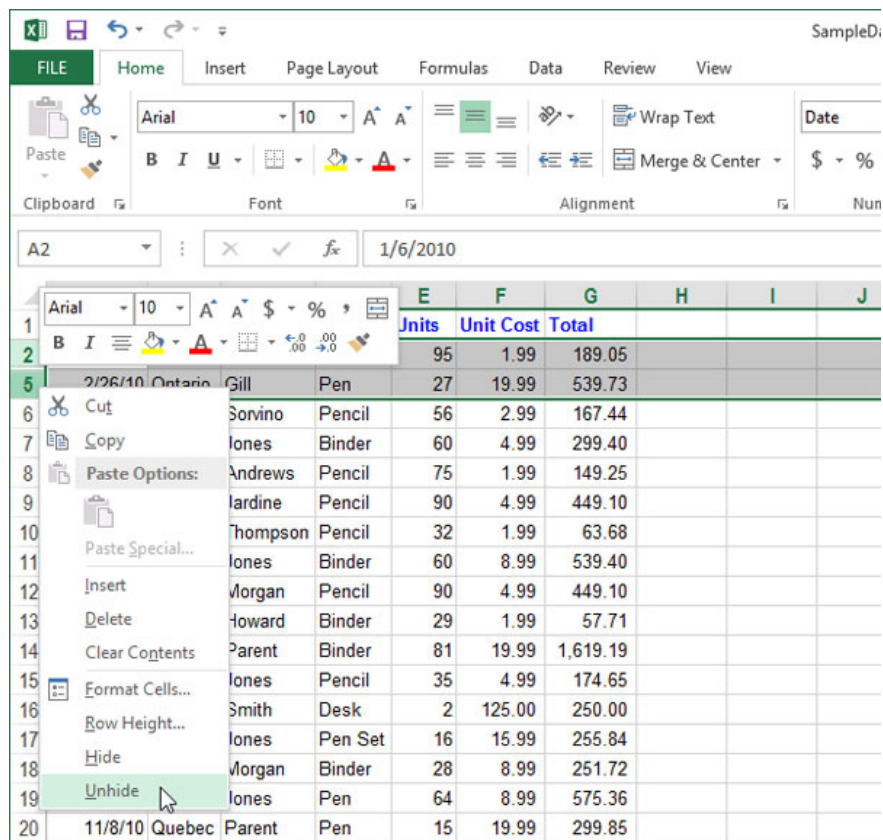 SampleDa
FILE Home Insert Page Layout Formulas Data Review View
Arial 10 A A Wrap Text Date
Paste B I U A Merge & Center $ %
Clipboard Font Alignment Num
A2 fx 1/6/2010
Arial 10 A A $ % ,
B I A .00 .00
E F G H I J
1 Units Unit Cost Total
2 95 1.99 189.05
5 2/26/10 Ontario Gill Pen 27 19.99 539.73
6 Sorvino Pencil 56 2.99 167.44
7 Jones Binder 60 4.99 299.40
8 Andrews Pencil 75 1.99 149.25
9 Jardine Pencil 90 4.99 449.10
10 Thompson Pencil 32 1.99 63.68
11 Jones Binder 60 8.99 539.40
12 Morgan Pencil 90 4.99 449.10
13 Howard Binder 29 1.99 57.71
14 Parent Binder 81 19.99 1,619.19
15 Jones Pencil 35 4.99 174.65
16 Smith Desk 2 125.00 250.00
17 Jones Pen Set 16 15.99 255.84
18 Morgan Binder 28 8.99 251.72
19 Jones Pen 64 8.99 575.36
20 11/8/10 Quebec Parent Pen 15 19.99 299.85
Cut
Copy
Paste Options:
Paste Special...
Insert
Delete
Clear Contents
Format Cells...
Row Height...
Hide
Unhide